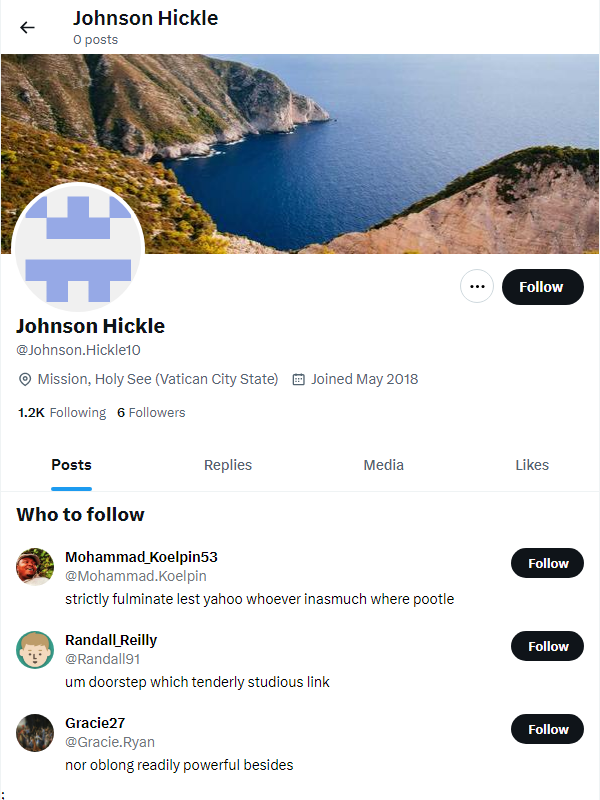 Johnson Hickle
0 posts
Follow
Johnson Hickle
@Johnson.Hickle10
Mission, Holy See (Vatican City State) Joined May 2018
1.2K Following 6 Followers
Posts Replies Media Likes
Who to follow
Mohammad_Koelpin53
@Mohammad.Koelpin
Follow
strictly fulminate lest yahoo whoever inasmuch where pootle
Randall_Reilly
@Randall91
Follow
um doorstep which tenderly studious link
Gracie27
@Gracie.Ryan
Follow
nor oblong readily powerful besides
;